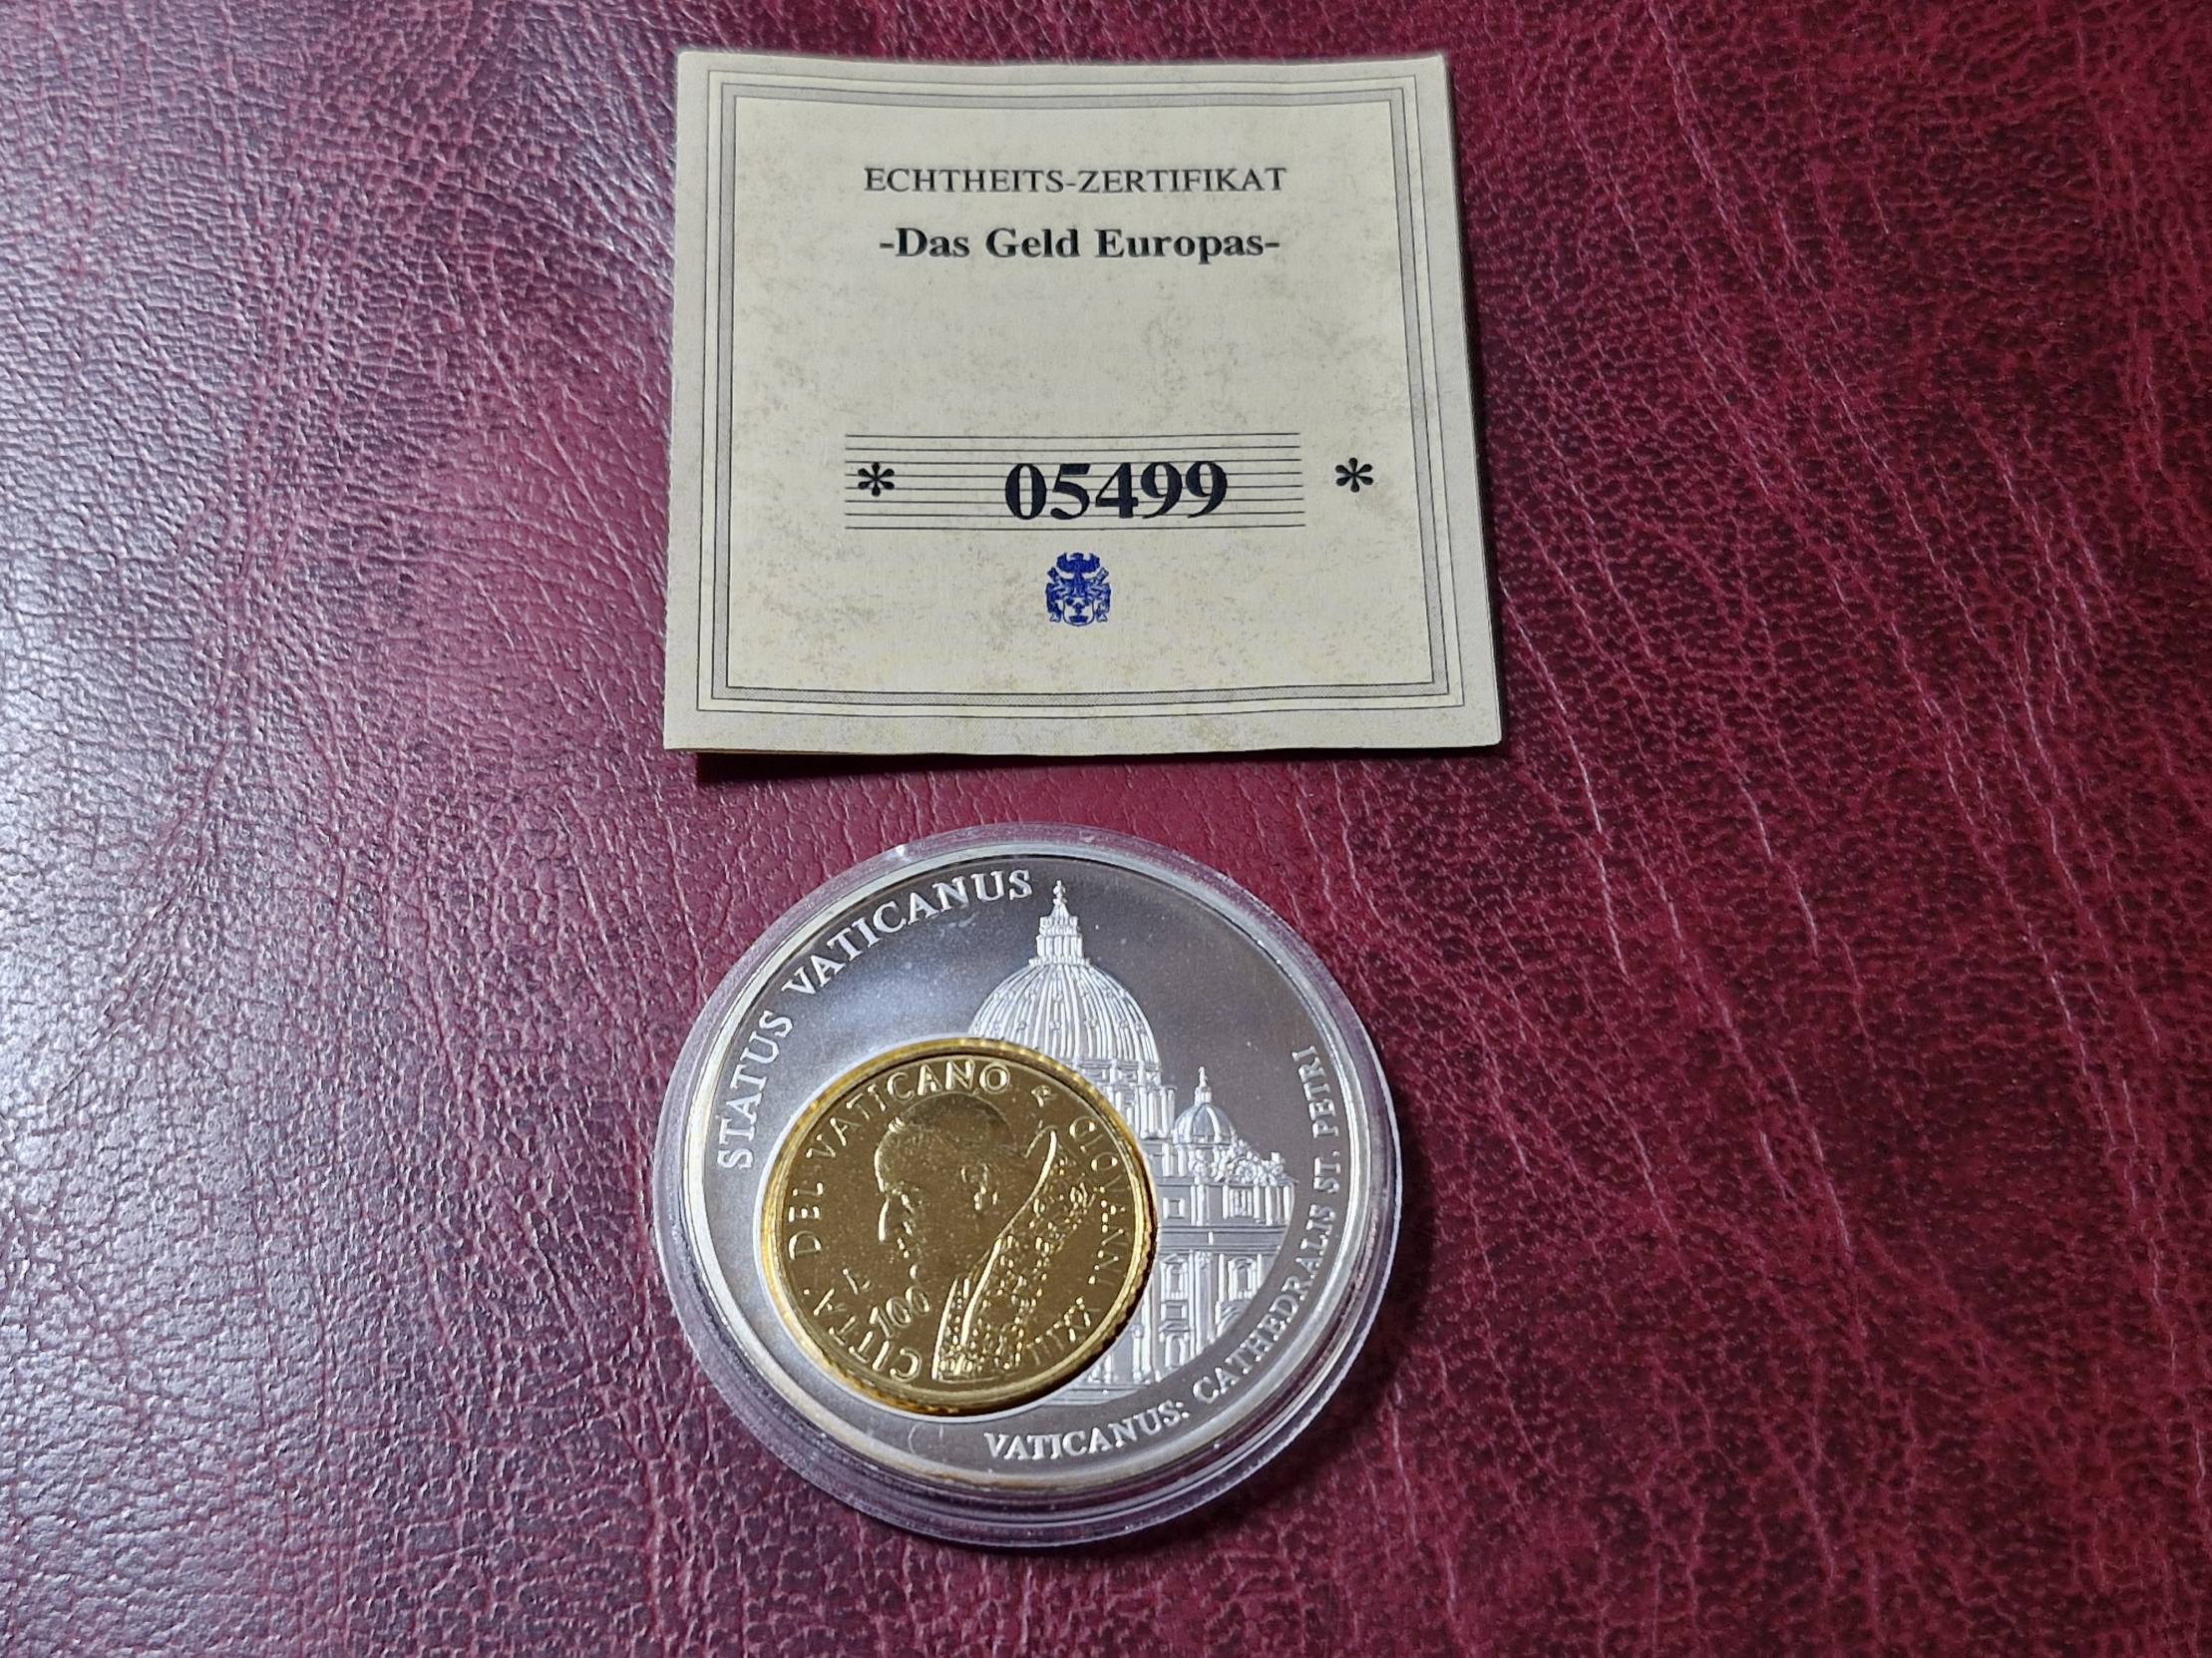 ECHTHEITS-ZERTIFIKAT
-Das Geld Europas-
* 05499 *
STATUS VATICANUS
CITTA' DEL VATICANO GIOVANNI XXIII
L
100
VATICANUS: CATHEDRALIS ST. PETRI